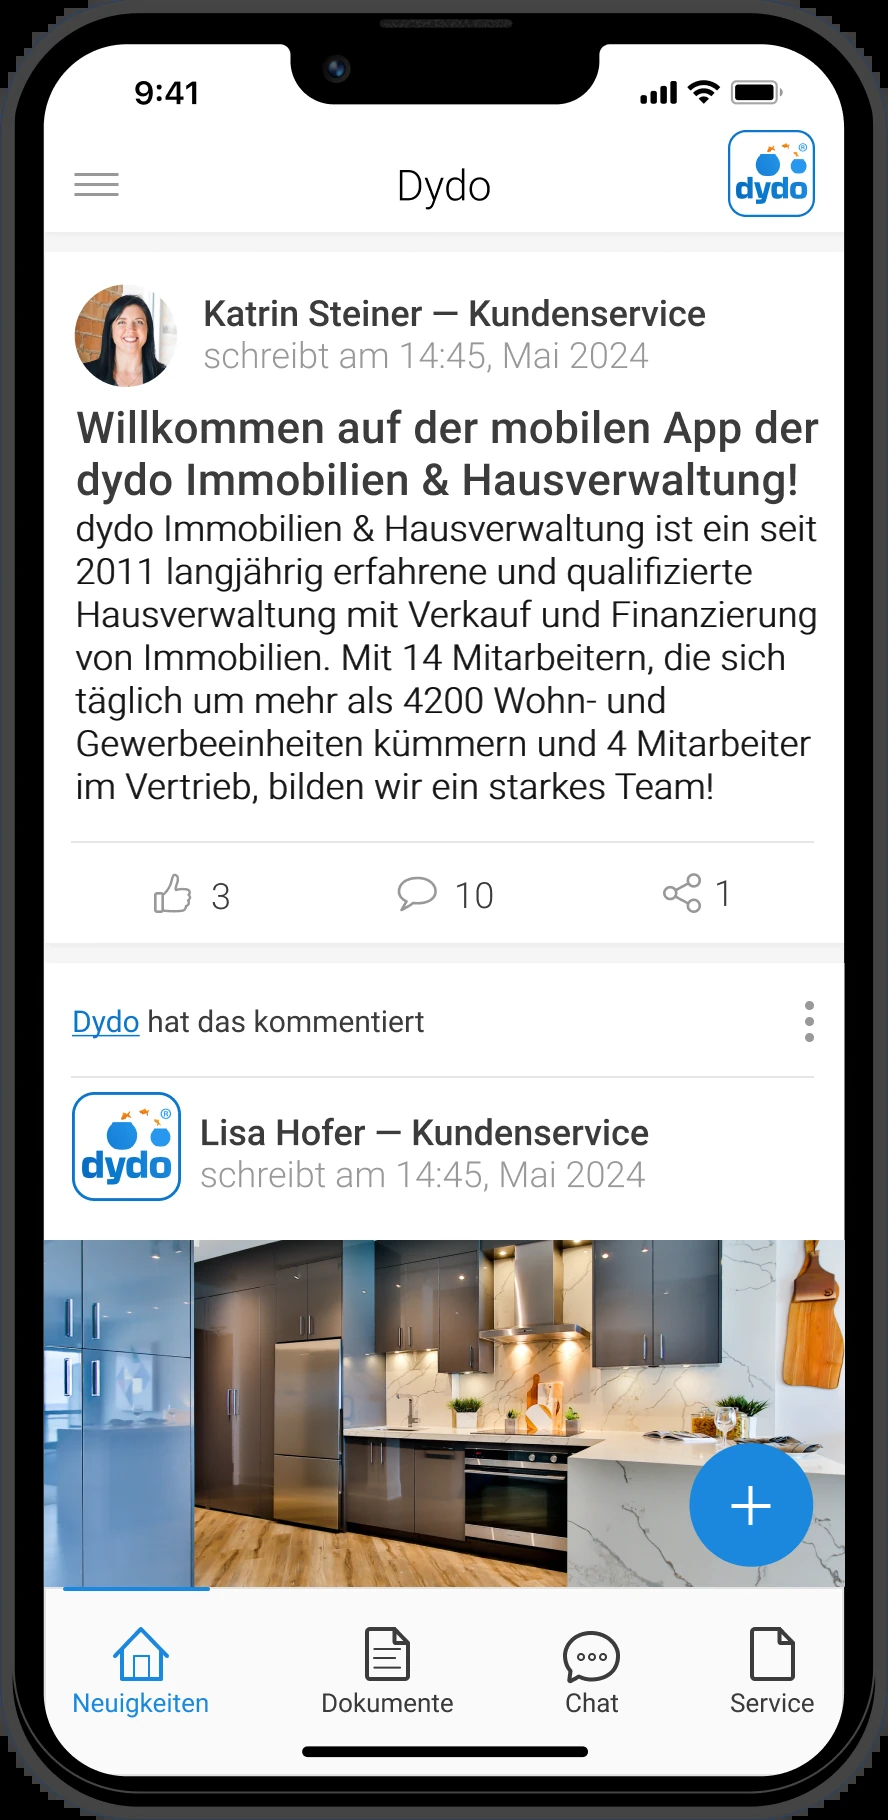 9:41
Dydo
dydo®
Katrin Steiner — Kundenservice
schreibt am 14:45, Mai 2024
Willkommen auf der mobilen App der
dydo Immobilien & Hausverwaltung!
dydo Immobilien & Hausverwaltung ist ein seit
2011 langjährig erfahrene und qualifizierte
Hausverwaltung mit Verkauf und Finanzierung
von Immobilien. Mit 14 Mitarbeitern, die sich
täglich um mehr als 4200 Wohn- und
Gewerbeeinheiten kümmern und 4 Mitarbeiter
im Vertrieb, bilden wir ein starkes Team!
3 10 1
Dydo hat das kommentiert
dydo®
Lisa Hofer — Kundenservice
schreibt am 14:45, Mai 2024
Neuigkeiten Dokumente Chat Service